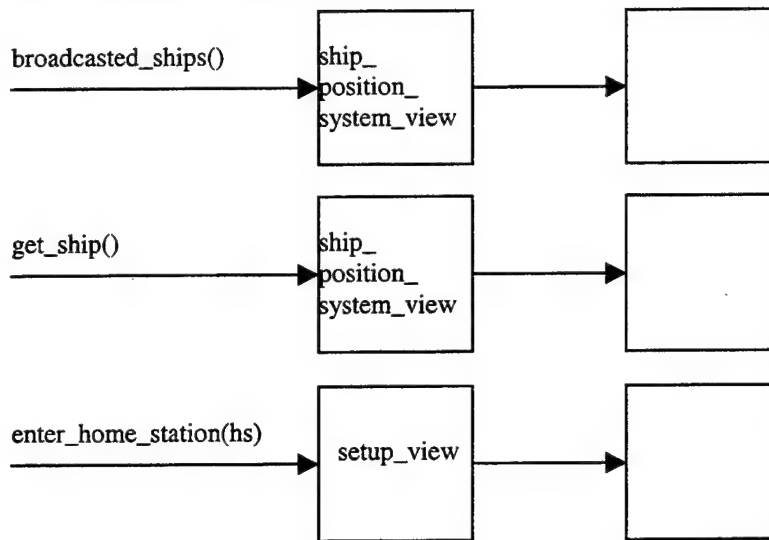 broadcasted_ships()
ship_
position_
system_view
get_ship()
ship_
position_
system_view
enter_home_station(hs)
setup_view